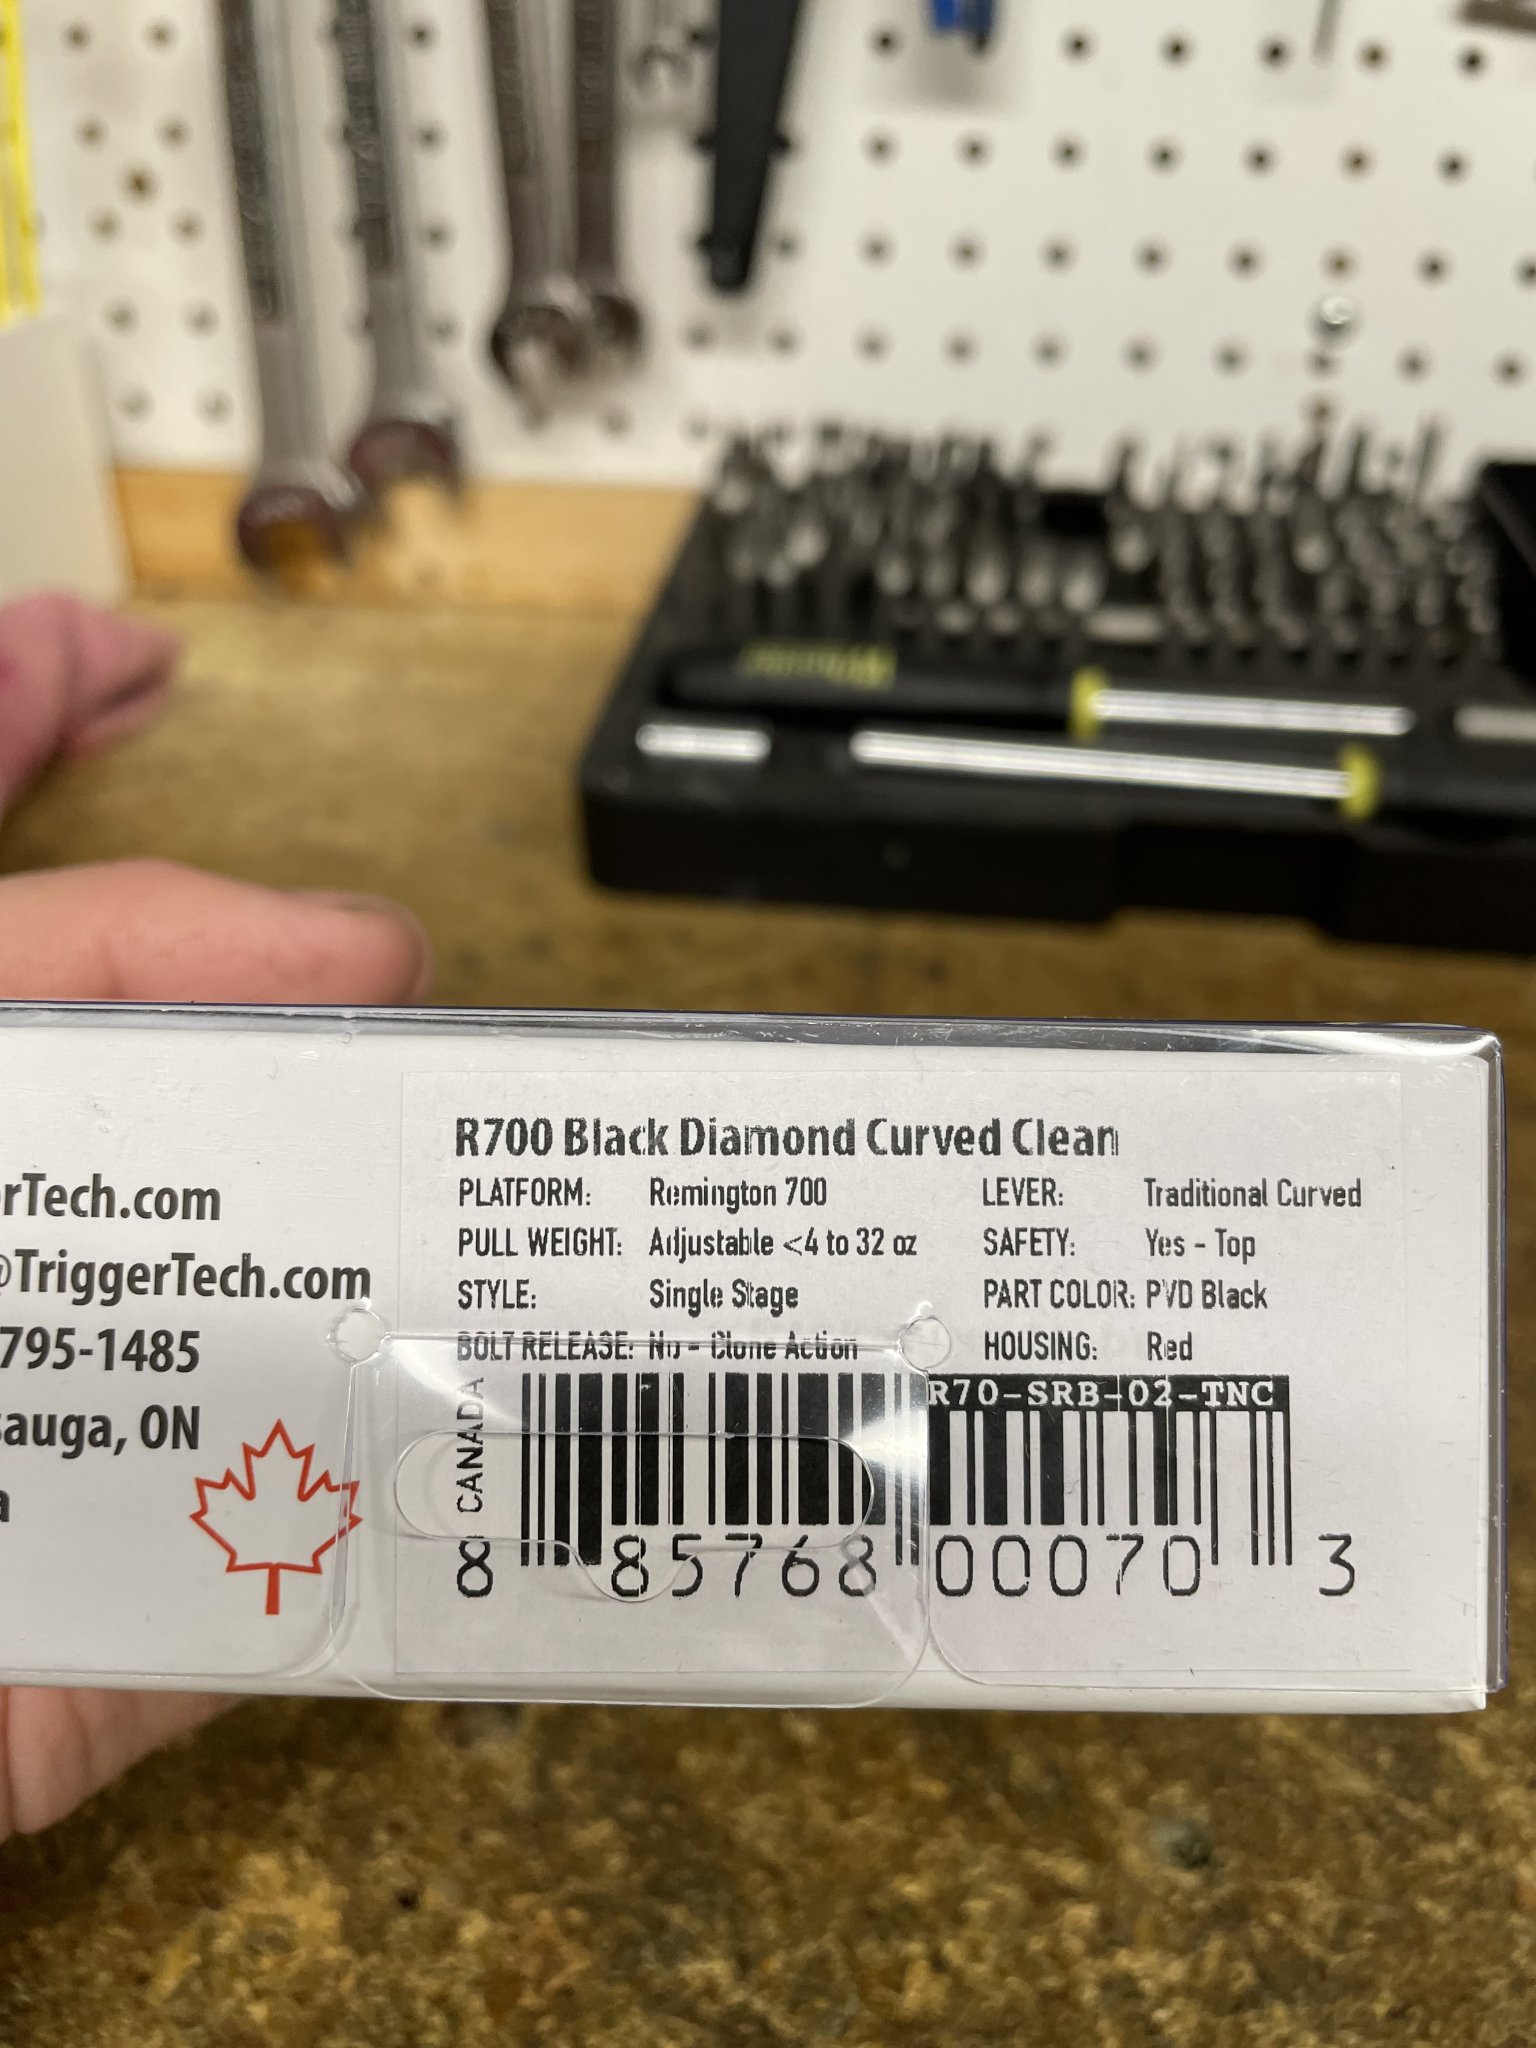 R700 Black Diamond Curved Clean
PLATFORM: Remington 700
PULL WEIGHT: Adjustable <4 to 32 oz
STYLE: Single Stage
BOLT RELEASE: No - Clone Action
LEVER: Traditional Curved
SAFETY: Yes - Top
PART COLOR: PVD Black
HOUSING: Red
R70-SRB-02-TNC
CANADA
8 85768 00070 3
rTech.com
@TriggerTech.com
795-1485
sauga, ON
a